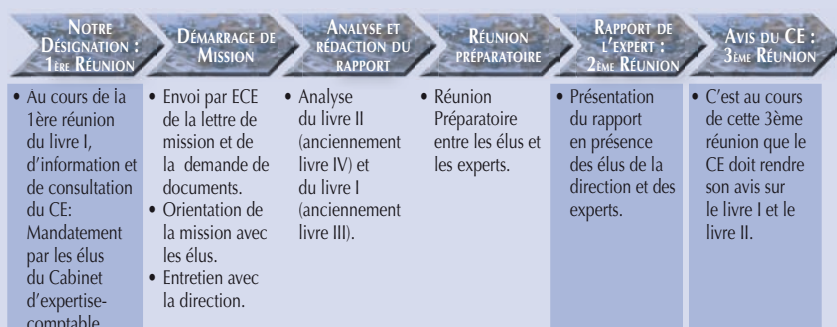 NOTRE
DÉSIGNATION :
1ÈRE RÉUNION
DÉMARRAGE DE
MISSION
ANALYSE ET
RÉDACTION DU
RAPPORT
RÉUNION
PRÉPARATOIRE
RAPPORT DE
L'EXPERT :
2ÈME RÉUNION
AVIS DU CE :
3ÈME RÉUNION
• Au cours de la
1ère réunion
du livre I,
d'information et
de consultation
du CE:
Mandatement
par les élus
du Cabinet
d'expertise-
comptable
• Envoi par ECE
de la lettre de
mission et de
la demande de
documents.
• Orientation de
la mission avec
les élus.
• Entretien avec
la direction.
• Analyse
du livre II
(anciennement
livre IV) et
du livre I
(anciennement
livre III).
• Réunion
Préparatoire
entre les élus et
les experts.
• Présentation
du rapport
en présence
des élus de la
direction et des
experts.
• C'est au cours
de cette 3ème
réunion que le
CE doit rendre
son avis sur
le livre I et le
livre II.